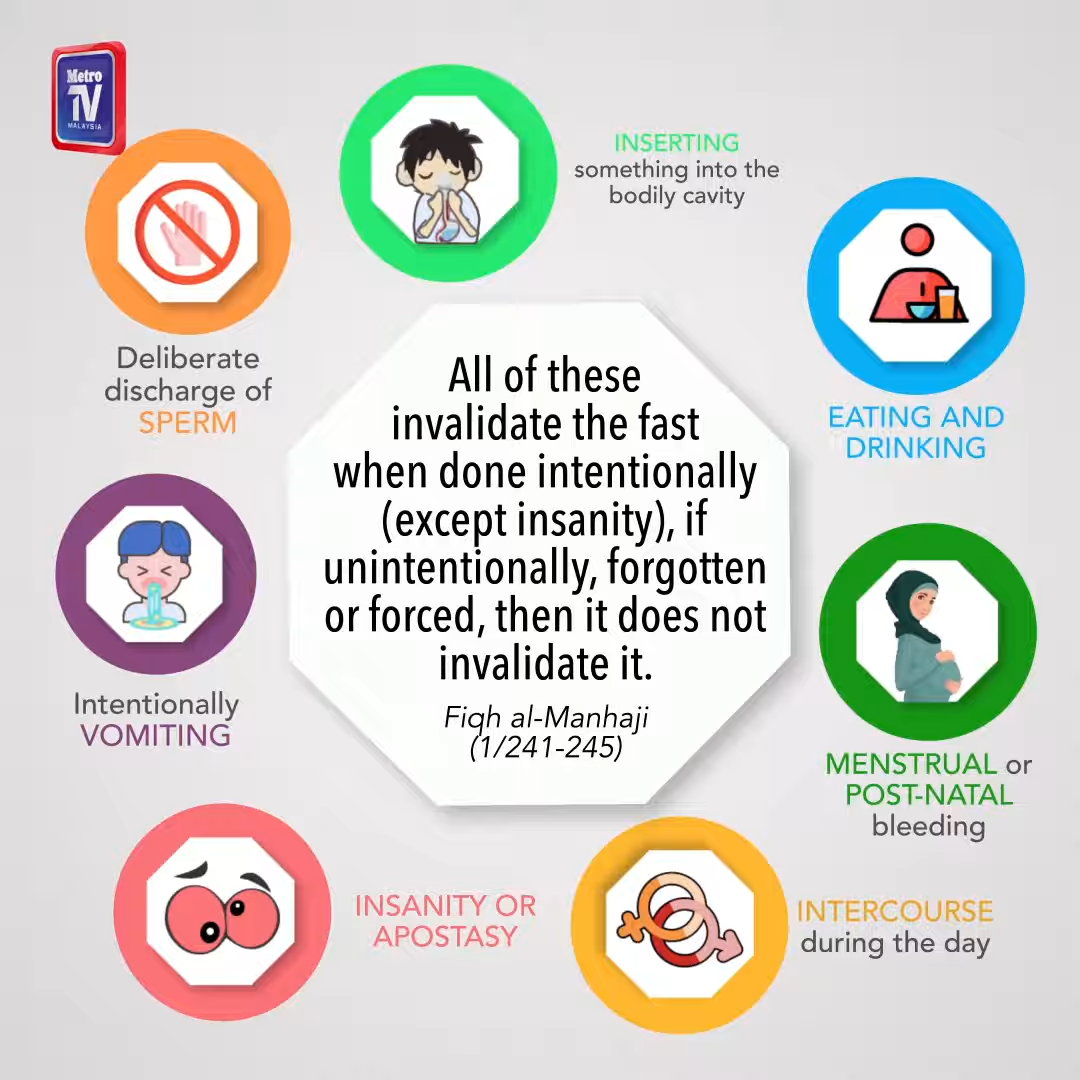 Metro
TV
MALAYSIA
INSERTING
something into the
bodily cavity
Deliberate
discharge of
SPERM
EATING AND
DRINKING
All of these
invalidate the fast
when done intentionally
(except insanity), if
unintentionally, forgotten
or forced, then it does not
invalidate it.
Fiqh al-Manhaji
(1/241-245)
Intentionally
VOMITING
MENSTRUAL or
POST-NATAL
bleeding
INSANITY OR
APOSTASY
INTERCOURSE
during the day